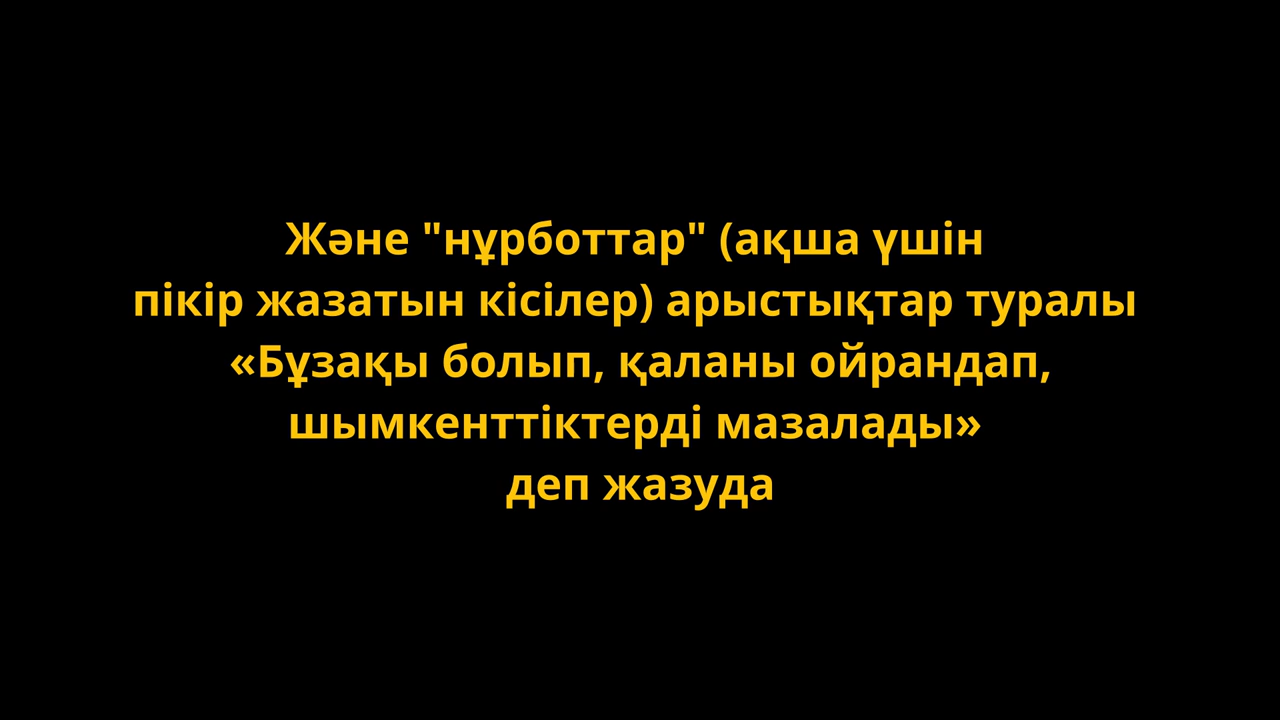 Және "нұрботтар" (ақша үшін
пікір жазатын кісілер) арыстықтар туралы
«Бұзақы болып, қаланы ойрандап,
шымкенттіктерді мазалады»
деп жазуда